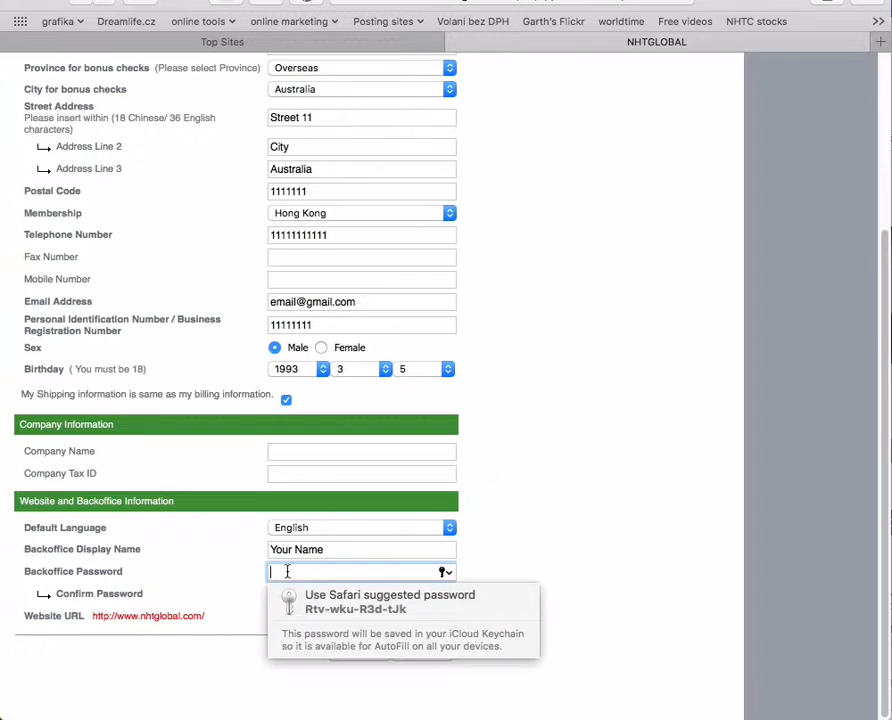 grafika Dreamlife.cz online tools online marketing Posting sites Volani bez DPH Garth's Flickr worldtime Free videos NHTC stocks
Top Sites NHTGLOBAL
Province for bonus checks (Please select Province) Overseas
City for bonus checks Australia
Street Address
Please insert within (18 Chinese/ 36 English
characters)
Street 11
Address Line 2 City
Address Line 3 Australia
Postal Code 1111111
Membership Hong Kong
Telephone Number 11111111111
Fax Number
Mobile Number
Email Address email@gmail.com
Personal Identification Number / Business
Registration Number
11111111
Sex Male Female
Birthday ( You must be 18) 1993 3 5
My Shipping information is same as my billing information.
Company Information
Company Name
Company Tax ID
Website and Backoffice Information
Default Language English
Backoffice Display Name Your Name
Backoffice Password
Confirm Password
Use Safari suggested password
Rtv-wku-R3d-tJk
Website URL http://www.nhtglobal.com/
This password will be saved in your iCloud Keychain
so it is available for AutoFill on all your devices.